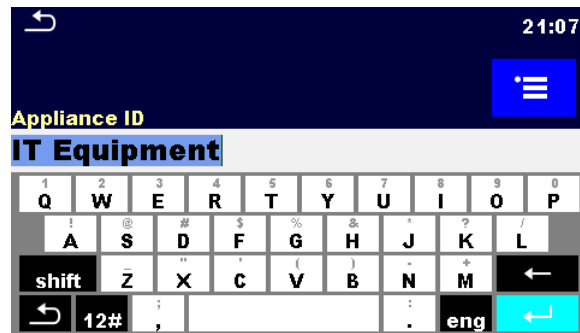 21:07
Appliance ID
IT Equipment
1 2 3 4 5 6 7 8 9 0
Q W E R T Y U I O P
! @ # $ % & * ? /
A S D F G H J K L
_ " ' ( ) - +
shift Z X C V B N M ←
; :
12# , . eng